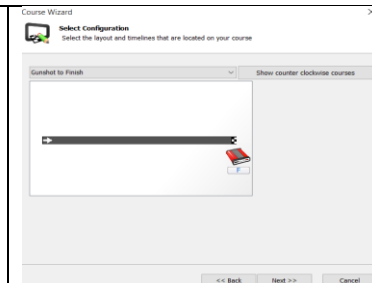 Course Wizard
Select Configuration
Select the layout and timelines that are located on your course
Gunshot to Finish
Show counter clockwise courses
F
<< Back
Next >>
Cancel